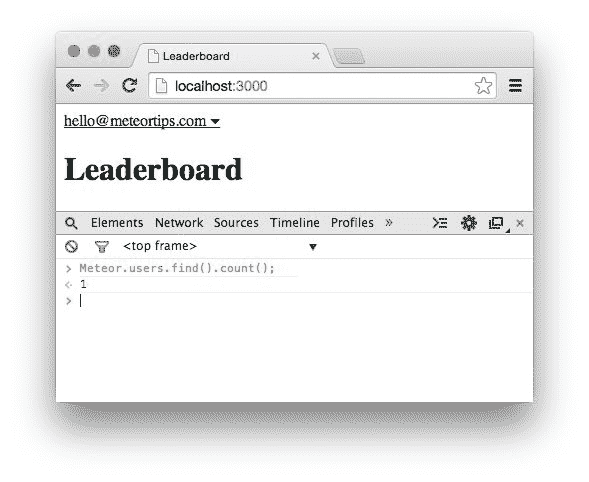 Leaderboard
localhost:3000
hello@meteortips.com
Leaderboard
Elements Network Sources Timeline Profiles »
<top frame>
> Meteor.users.find().count();
1
>